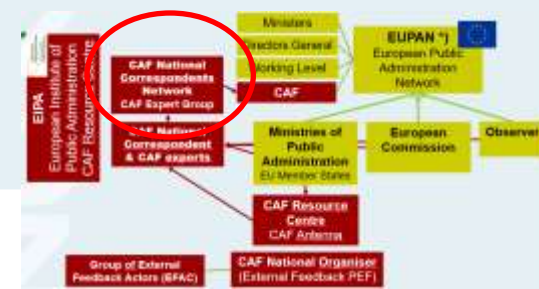 EIPA
European Institute of
Public Administration
CAF Resource Centre
CAF National
Correspondents
Network
CAF Expert Group
Ministers
Directors General
Working Level
CAF
EUPAN *)
European Public
Administration
Network
CAF National
Correspondent
& CAF experts
Ministries of
Public
Administration
EU Member States
European
Commission
Observer
CAF Resource
Centre
CAF Antenna
Group of External
Feedback Actors (EFAC)
CAF National Organiser
(External Feedback PEF)